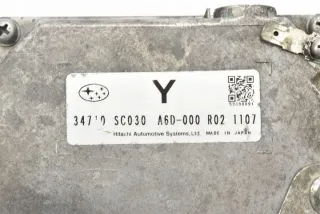 Y
34710 SC030 A6D-000 R02 1107
Hitachi Automotive Systems,Ltd. MADE IN JAPAN